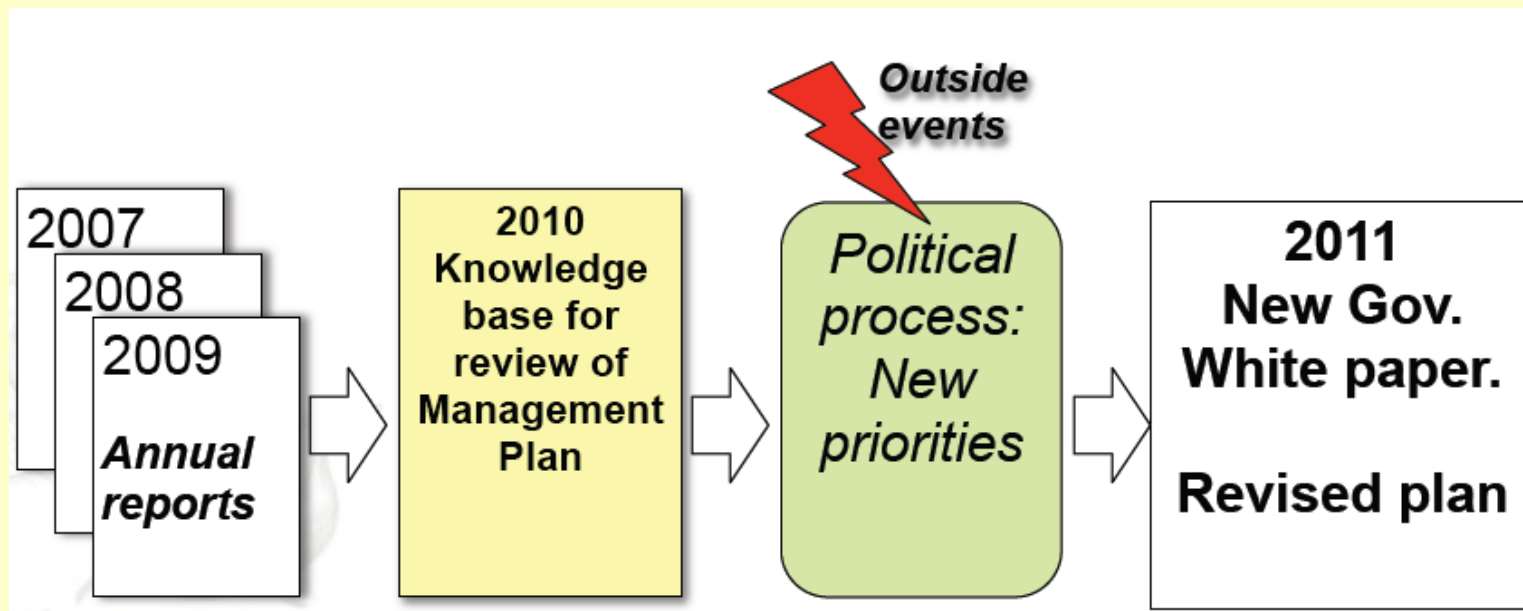 2007
2008
2009
Annual
reports
2010
Knowledge
base for
review of
Management
Plan
Outside
events
Political
process:
New
priorities
2011
New Gov.
White paper.
Revised plan